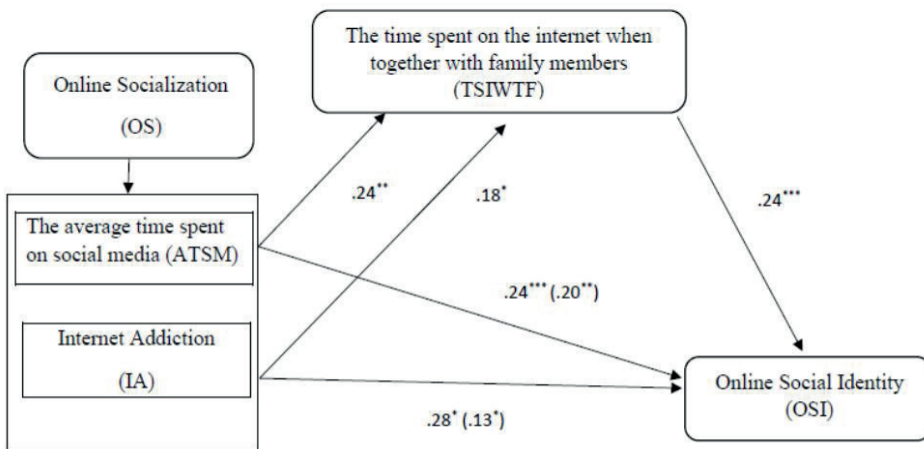 The time spent on the internet when
together with family members
(TSIWTF)
Online Socialization
(OS)
.24**
.18*
.24***
The average time spent
on social media (ATSM)
.24*** (.20**)
Internet Addiction
(IA)
Online Social Identity
(OSI)
.28* (.13*)